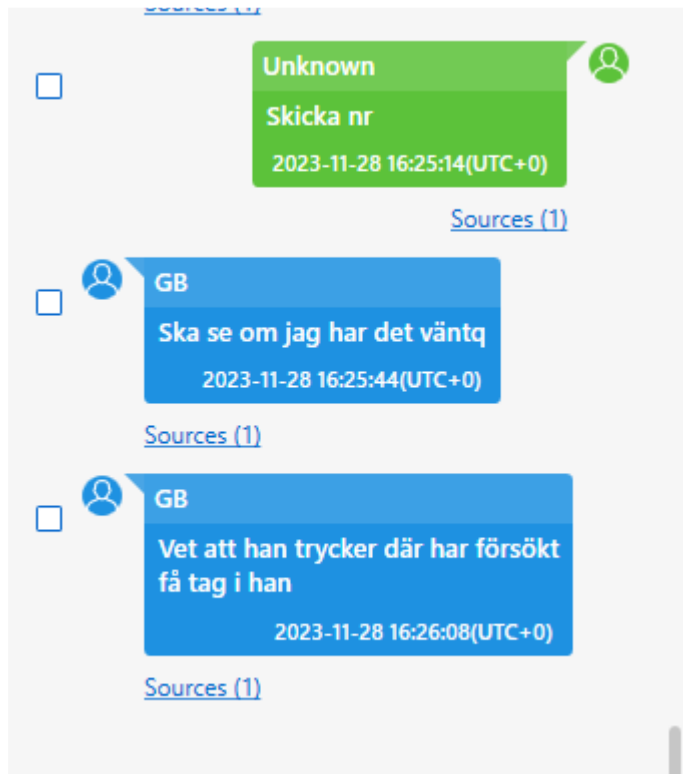 Sources (1)
Unknown
Skicka nr
2023-11-28 16:25:14(UTC+0)
Sources (1)
GB
Ska se om jag har det väntq
2023-11-28 16:25:44(UTC+0)
Sources (1)
GB
Vet att han trycker där har försökt
få tag i han
2023-11-28 16:26:08(UTC+0)
Sources (1)